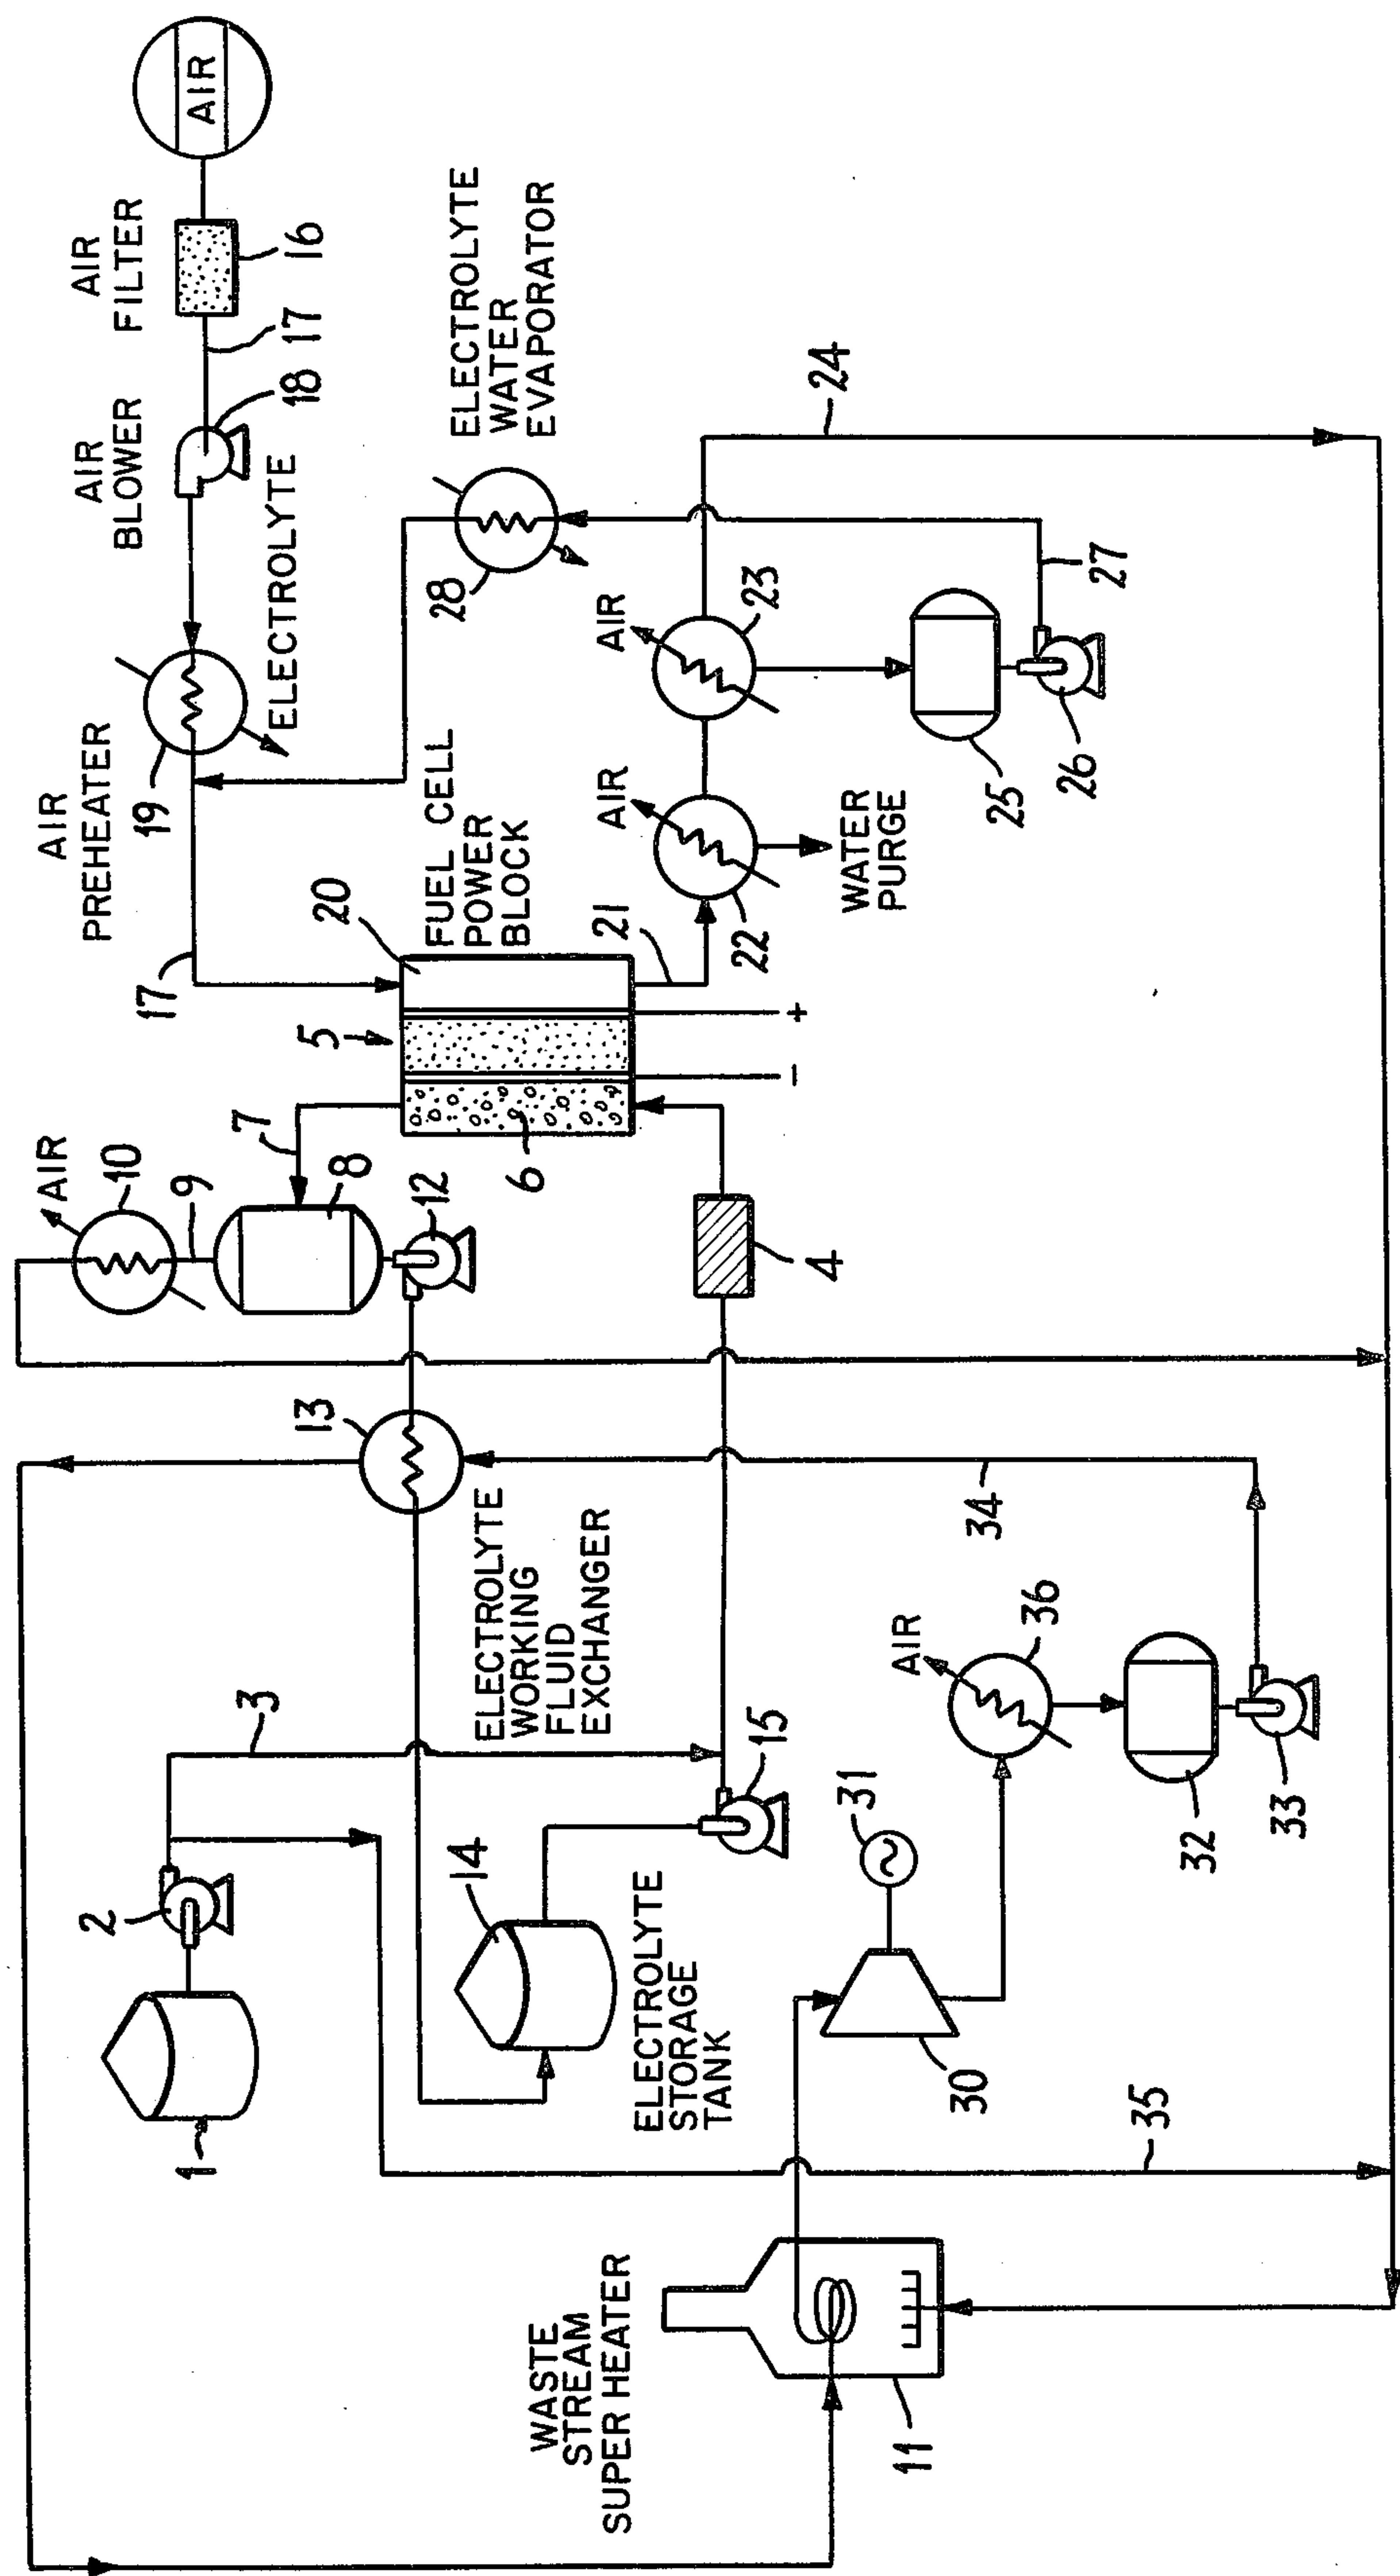 AIR
AIR
FILTER
16
17
AIR
BLOWER
18
ELECTROLYTE
AIR
PREHEATER
19
17
ELECTROLYTE
WATER
EVAPORATOR
28
24
AIR
23
27
25
26
AIR
22
WATER
PURGE
21
FUEL CELL
POWER
BLOCK
20
5
+
−
6
7
8
9
10
AIR
12
4
13
ELECTROLYTE
WORKING
FLUID
EXCHANGER
34
3
2
1
14
15
ELECTROLYTE
STORAGE
TANK
31
30
AIR
36
32
33
35
WASTE
STREAM
SUPER HEATER
11